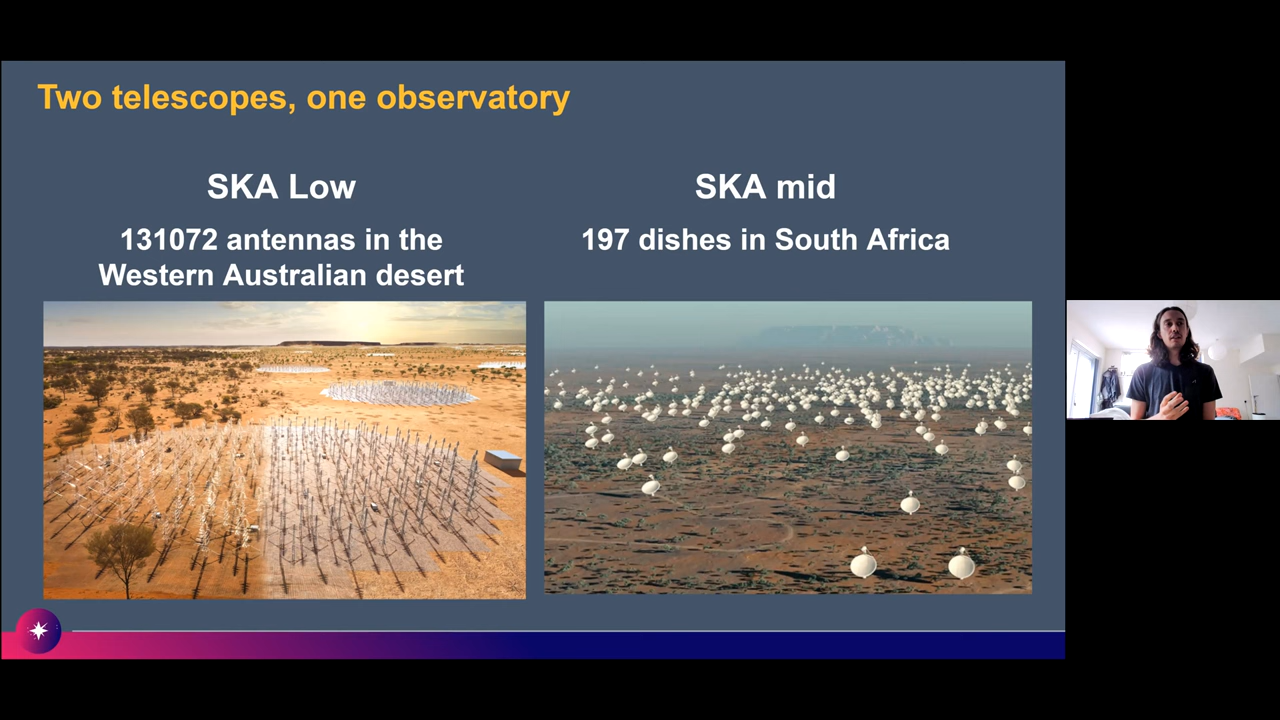 Two telescopes, one observatory
SKA Low
131072 antennas in the
Western Australian desert
SKA mid
197 dishes in South Africa